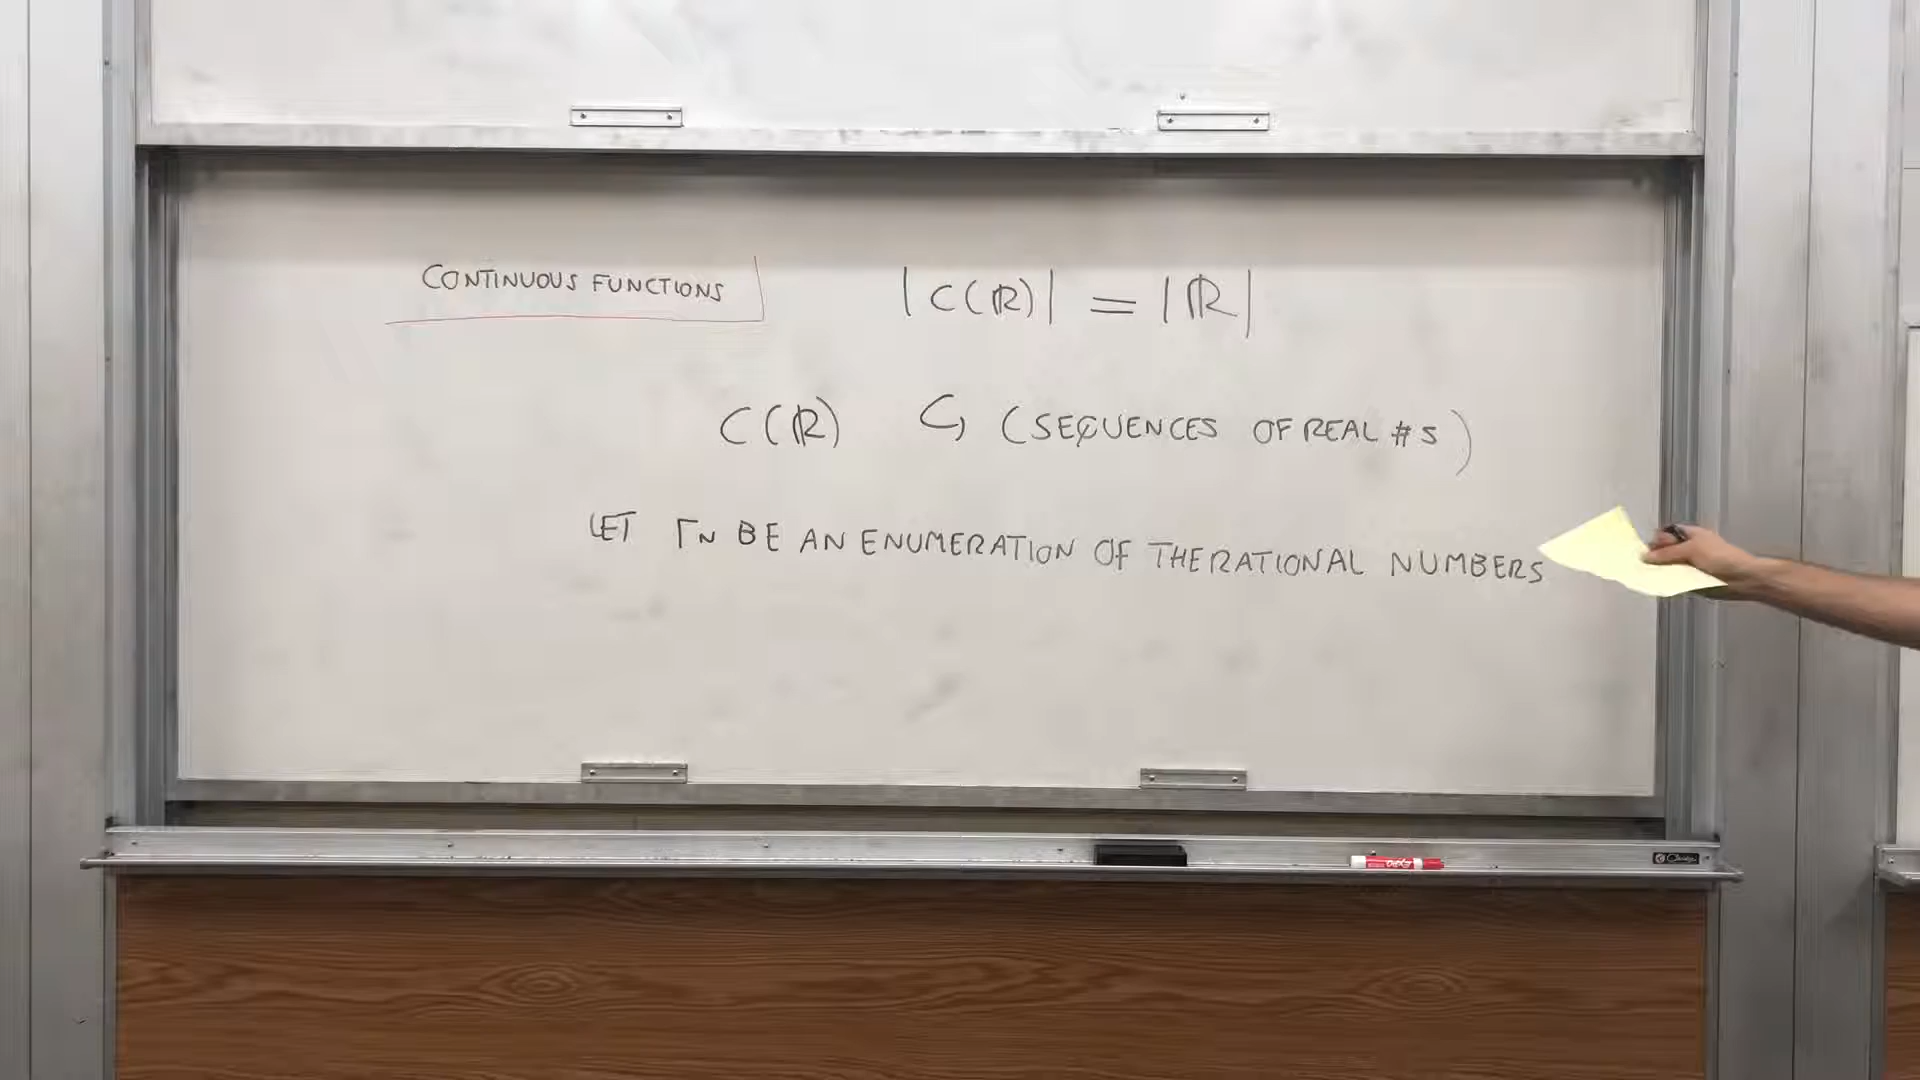 CONTINUOUS FUNCTIONS
|C(ℝ)| = |ℝ|
C(ℝ) ↪ (SEQUENCES OF REAL #S)
LET rn BE AN ENUMERATION OF THE RATIONAL NUMBERS